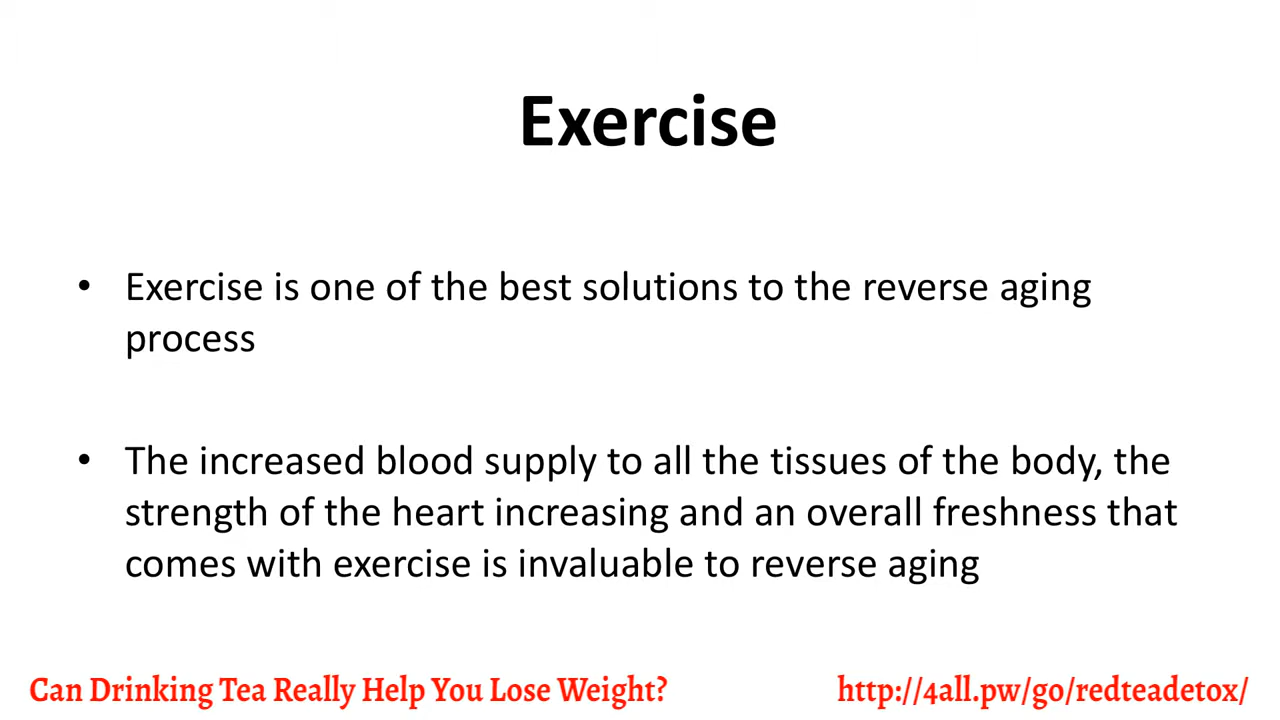 Exercise
• Exercise is one of the best solutions to the reverse aging
process
• The increased blood supply to all the tissues of the body, the
strength of the heart increasing and an overall freshness that
comes with exercise is invaluable to reverse aging
Can Drinking Tea Really Help You Lose Weight? http://4all.pw/go/redteadetox/